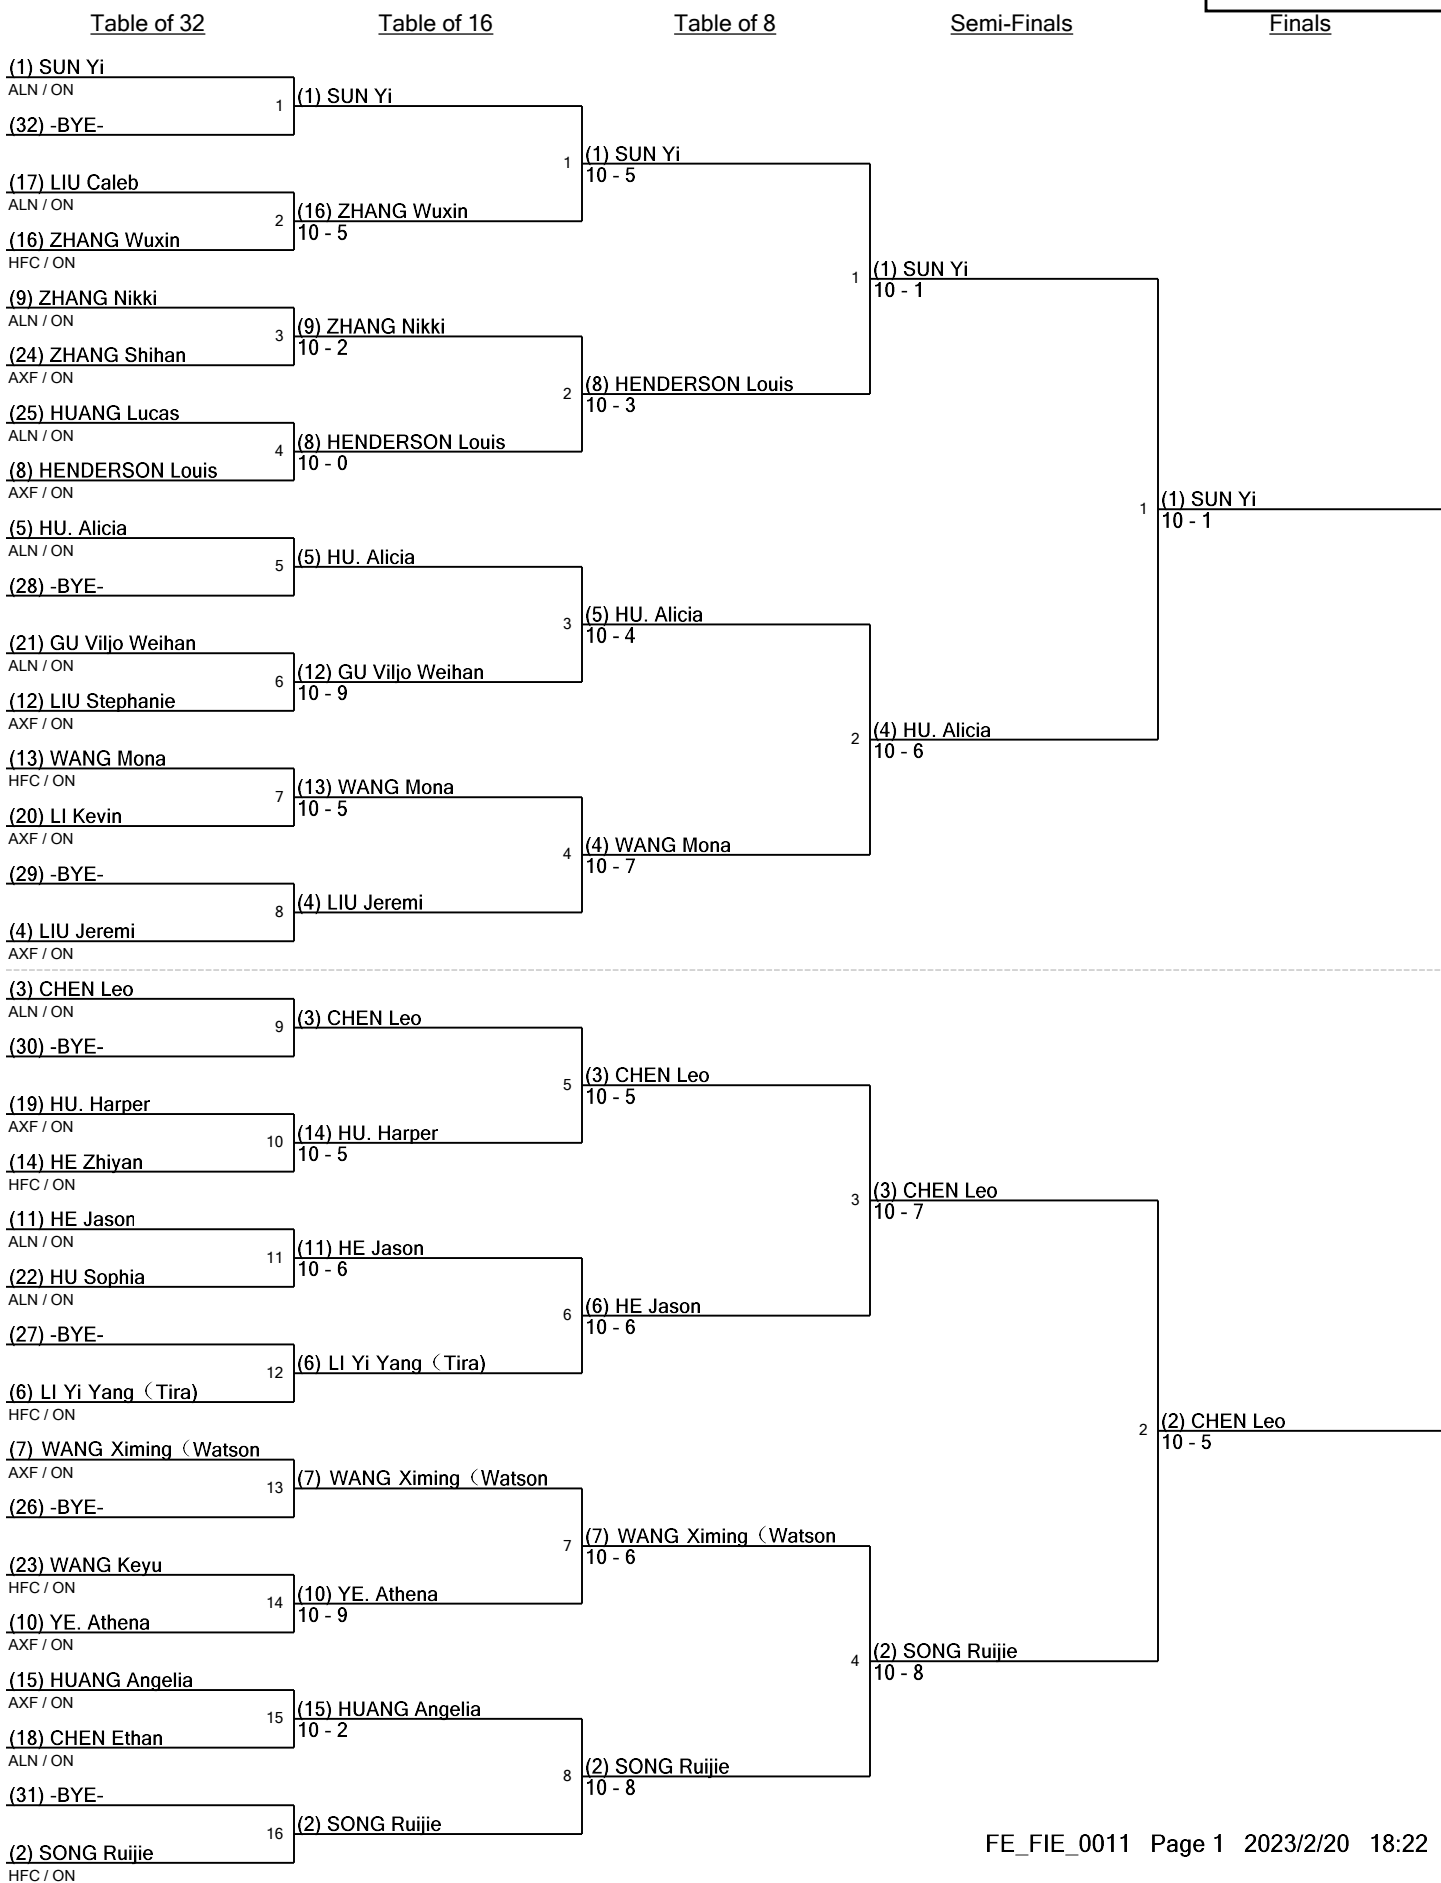 Table of 32 Table of 16 Table of 8 Semi-Finals Finals
(1) SUN Yi
ALN / ON
1
(32) -BYE-
(17) LIU Caleb
ALN / ON
2
(16) ZHANG Wuxin
HFC / ON
(9) ZHANG Nikki
ALN / ON
3
(24) ZHANG Shihan
AXF / ON
(25) HUANG Lucas
ALN / ON
4
(8) HENDERSON Louis
AXF / ON
(5) HU. Alicia
ALN / ON
5
(28) -BYE-
(21) GU Viljo Weihan
ALN / ON
6
(12) LIU Stephanie
AXF / ON
(13) WANG Mona
HFC / ON
7
(20) LI Kevin
AXF / ON
(29) -BYE-
8
(4) LIU Jeremi
AXF / ON
(3) CHEN Leo
ALN / ON
9
(30) -BYE-
(19) HU. Harper
AXF / ON
10
(14) HE Zhiyan
HFC / ON
(11) HE Jason
ALN / ON
11
(22) HU Sophia
ALN / ON
(27) -BYE-
12
(6) LI Yi Yang（Tira)
HFC / ON
(7) WANG Ximing（Watson
AXF / ON
13
(26) -BYE-
(23) WANG Keyu
HFC / ON
14
(10) YE. Athena
AXF / ON
(15) HUANG Angelia
AXF / ON
15
(18) CHEN Ethan
ALN / ON
(31) -BYE-
16
(2) SONG Ruijie
HFC / ON
(1) SUN Yi
1
(16) ZHANG Wuxin
10 - 5
(9) ZHANG Nikki
10 - 2
2
(8) HENDERSON Louis
10 - 0
(5) HU. Alicia
3
(12) GU Viljo Weihan
10 - 9
(13) WANG Mona
10 - 5
4
(4) LIU Jeremi
(3) CHEN Leo
5
(14) HU. Harper
10 - 5
(11) HE Jason
10 - 6
6
(6) LI Yi Yang（Tira)
(7) WANG Ximing（Watson
7
(10) YE. Athena
10 - 9
(15) HUANG Angelia
10 - 2
8
(2) SONG Ruijie
(1) SUN Yi
10 - 5
1
(8) HENDERSON Louis
10 - 3
(5) HU. Alicia
10 - 4
2
(4) WANG Mona
10 - 7
(3) CHEN Leo
10 - 5
3
(6) HE Jason
10 - 6
(7) WANG Ximing（Watson
10 - 6
4
(2) SONG Ruijie
10 - 8
(1) SUN Yi
10 - 1
1
(4) HU. Alicia
10 - 6
(3) CHEN Leo
10 - 7
2
(2) SONG Ruijie
10 - 8
(1) SUN Yi
10 - 1
(2) CHEN Leo
10 - 5
FE_FIE_0011 Page 1 2023/2/20 18:22